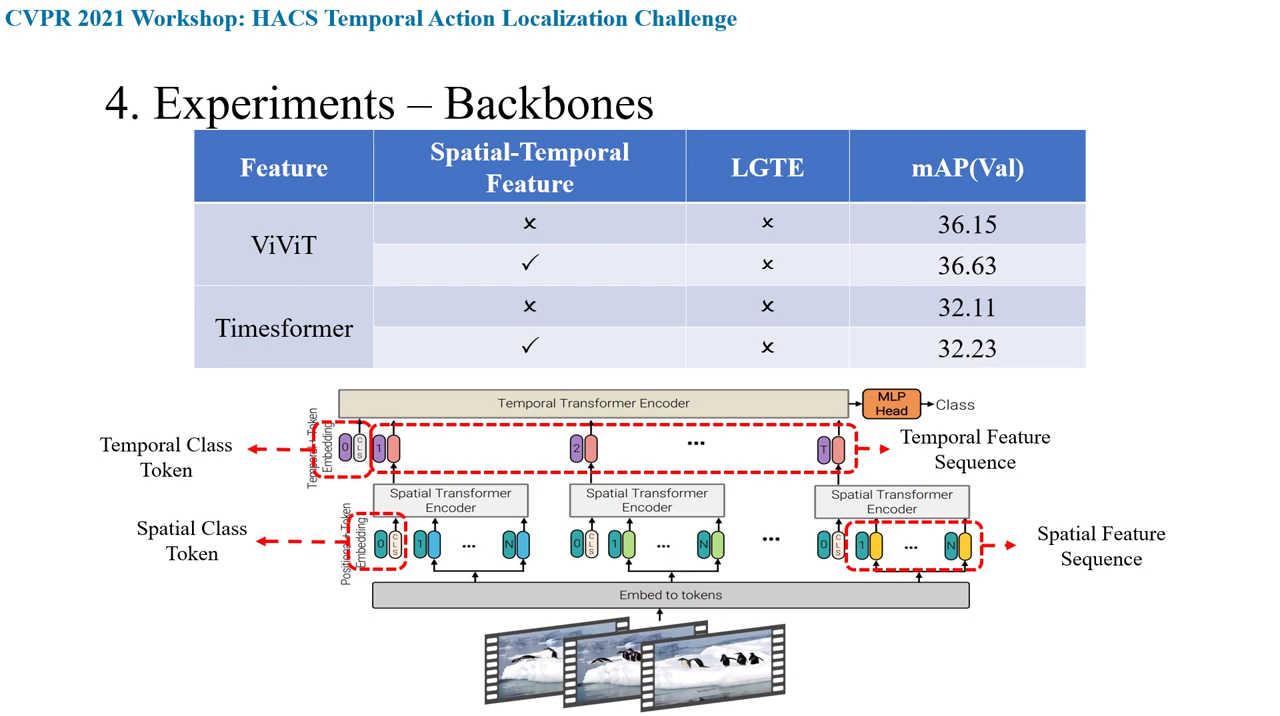 CVPR 2021 Workshop: HACS Temporal Action Localization Challenge
4. Experiments – Backbones
Feature
Spatial-Temporal
Feature
LGTE
mAP(Val)
ViViT
✗
✗
36.15
✓
✗
36.63
Timesformer
✗
✗
32.11
✓
✗
32.23
Temporal Transformer Encoder
MLP
Head
Class
Temporal Class
Token
Temporal + Token
Embedding
0
CLS
1
2
...
T
Temporal Feature
Sequence
Spatial Transformer
Encoder
Spatial Transformer
Encoder
Spatial Transformer
Encoder
Spatial Class
Token
Positional + Token
Embedding
0
CLS
1
...
N
0
CLS
1
...
N
...
0
CLS
1
...
N
Spatial Feature
Sequence
Embed to tokens